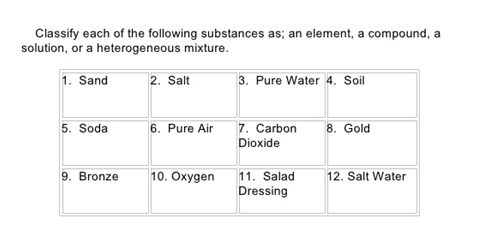 Classify each of the following substances as; an element, a compound, a
solution, or a heterogeneous mixture.
1. Sand
2. Salt
3. Pure Water
4. Soil
5. Soda
6. Pure Air
7. Carbon
Dioxide
8. Gold
9. Bronze
10. Oxygen
11. Salad
Dressing
12. Salt Water